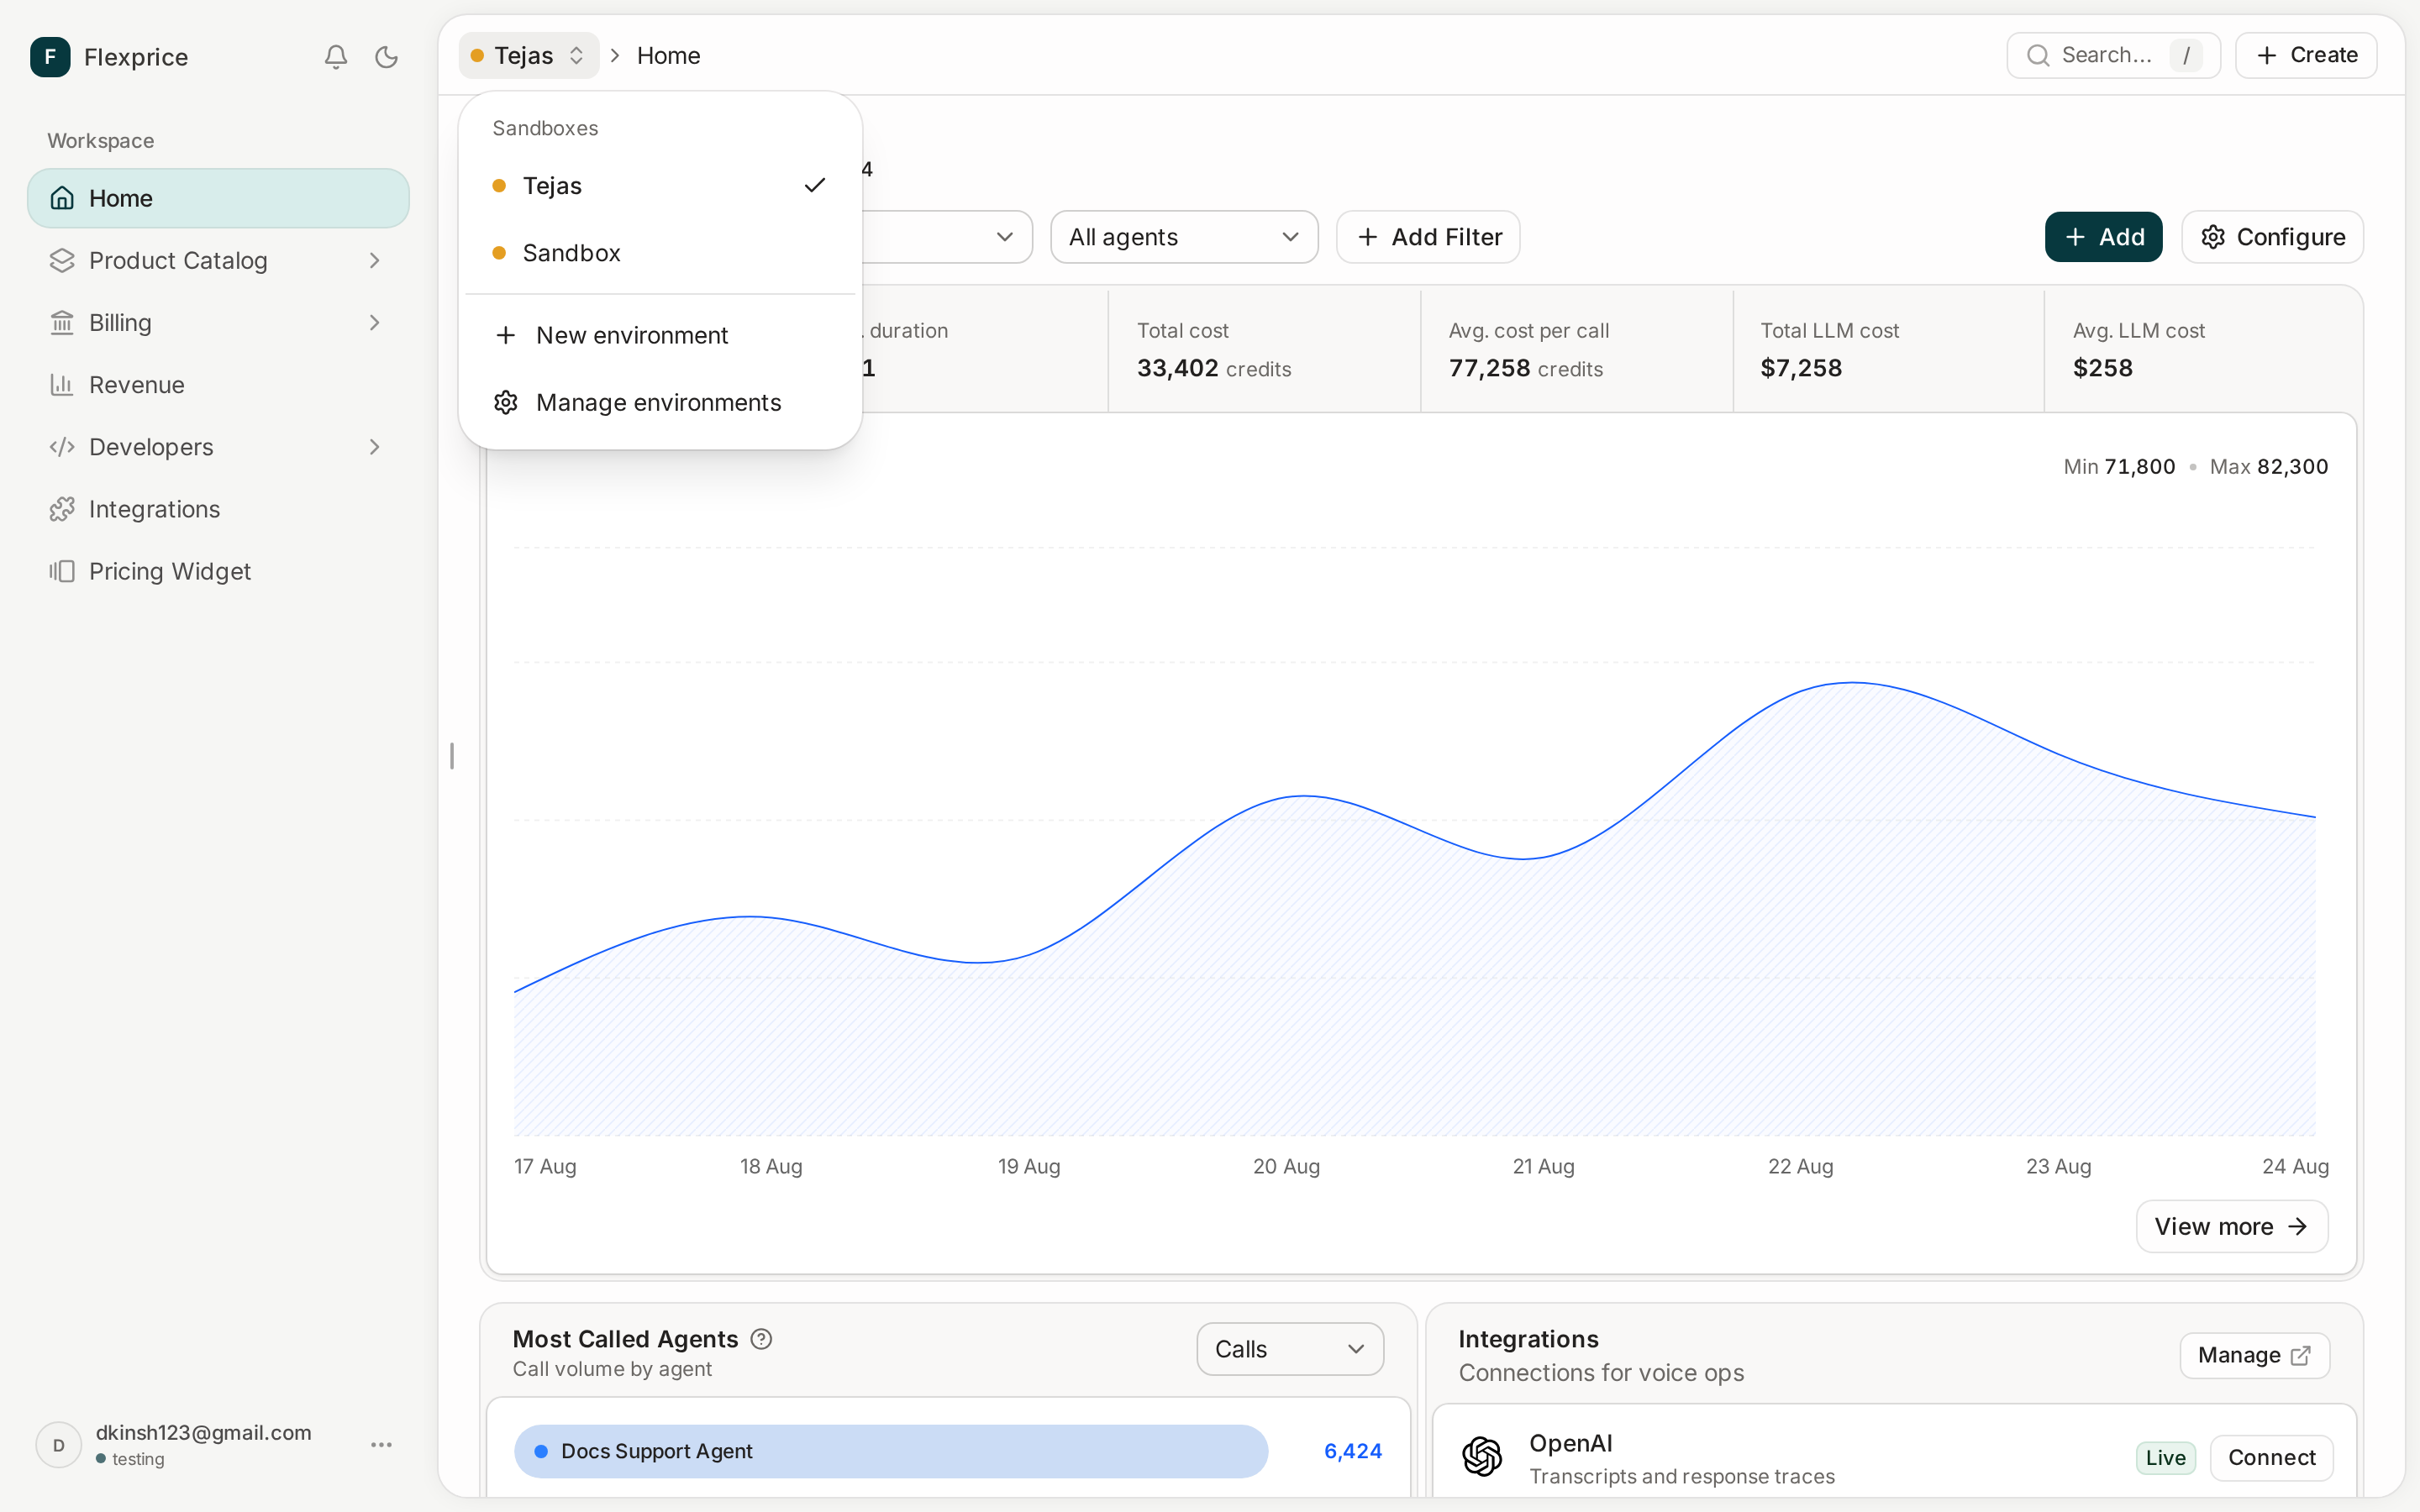 F Flexprice
Workspace
Home
Product Catalog
Billing
Revenue
Developers
Integrations
Pricing Widget
D dkinsh123@gmail.com
testing
Tejas Home
Search... / Create
Sandboxes
Tejas
Sandbox
New environment
Manage environments
4
All agents Add Filter Add Configure
. duration
1
Total cost
33,402 credits
Avg. cost per call
77,258 credits
Total LLM cost
$7,258
Avg. LLM cost
$258
Min 71,800 Max 82,300
17 Aug 18 Aug 19 Aug 20 Aug 21 Aug 22 Aug 23 Aug 24 Aug
View more
Most Called Agents
Call volume by agent
Calls
Docs Support Agent 6,424
Integrations
Connections for voice ops
Manage
OpenAI
Transcripts and response traces
Live Connect